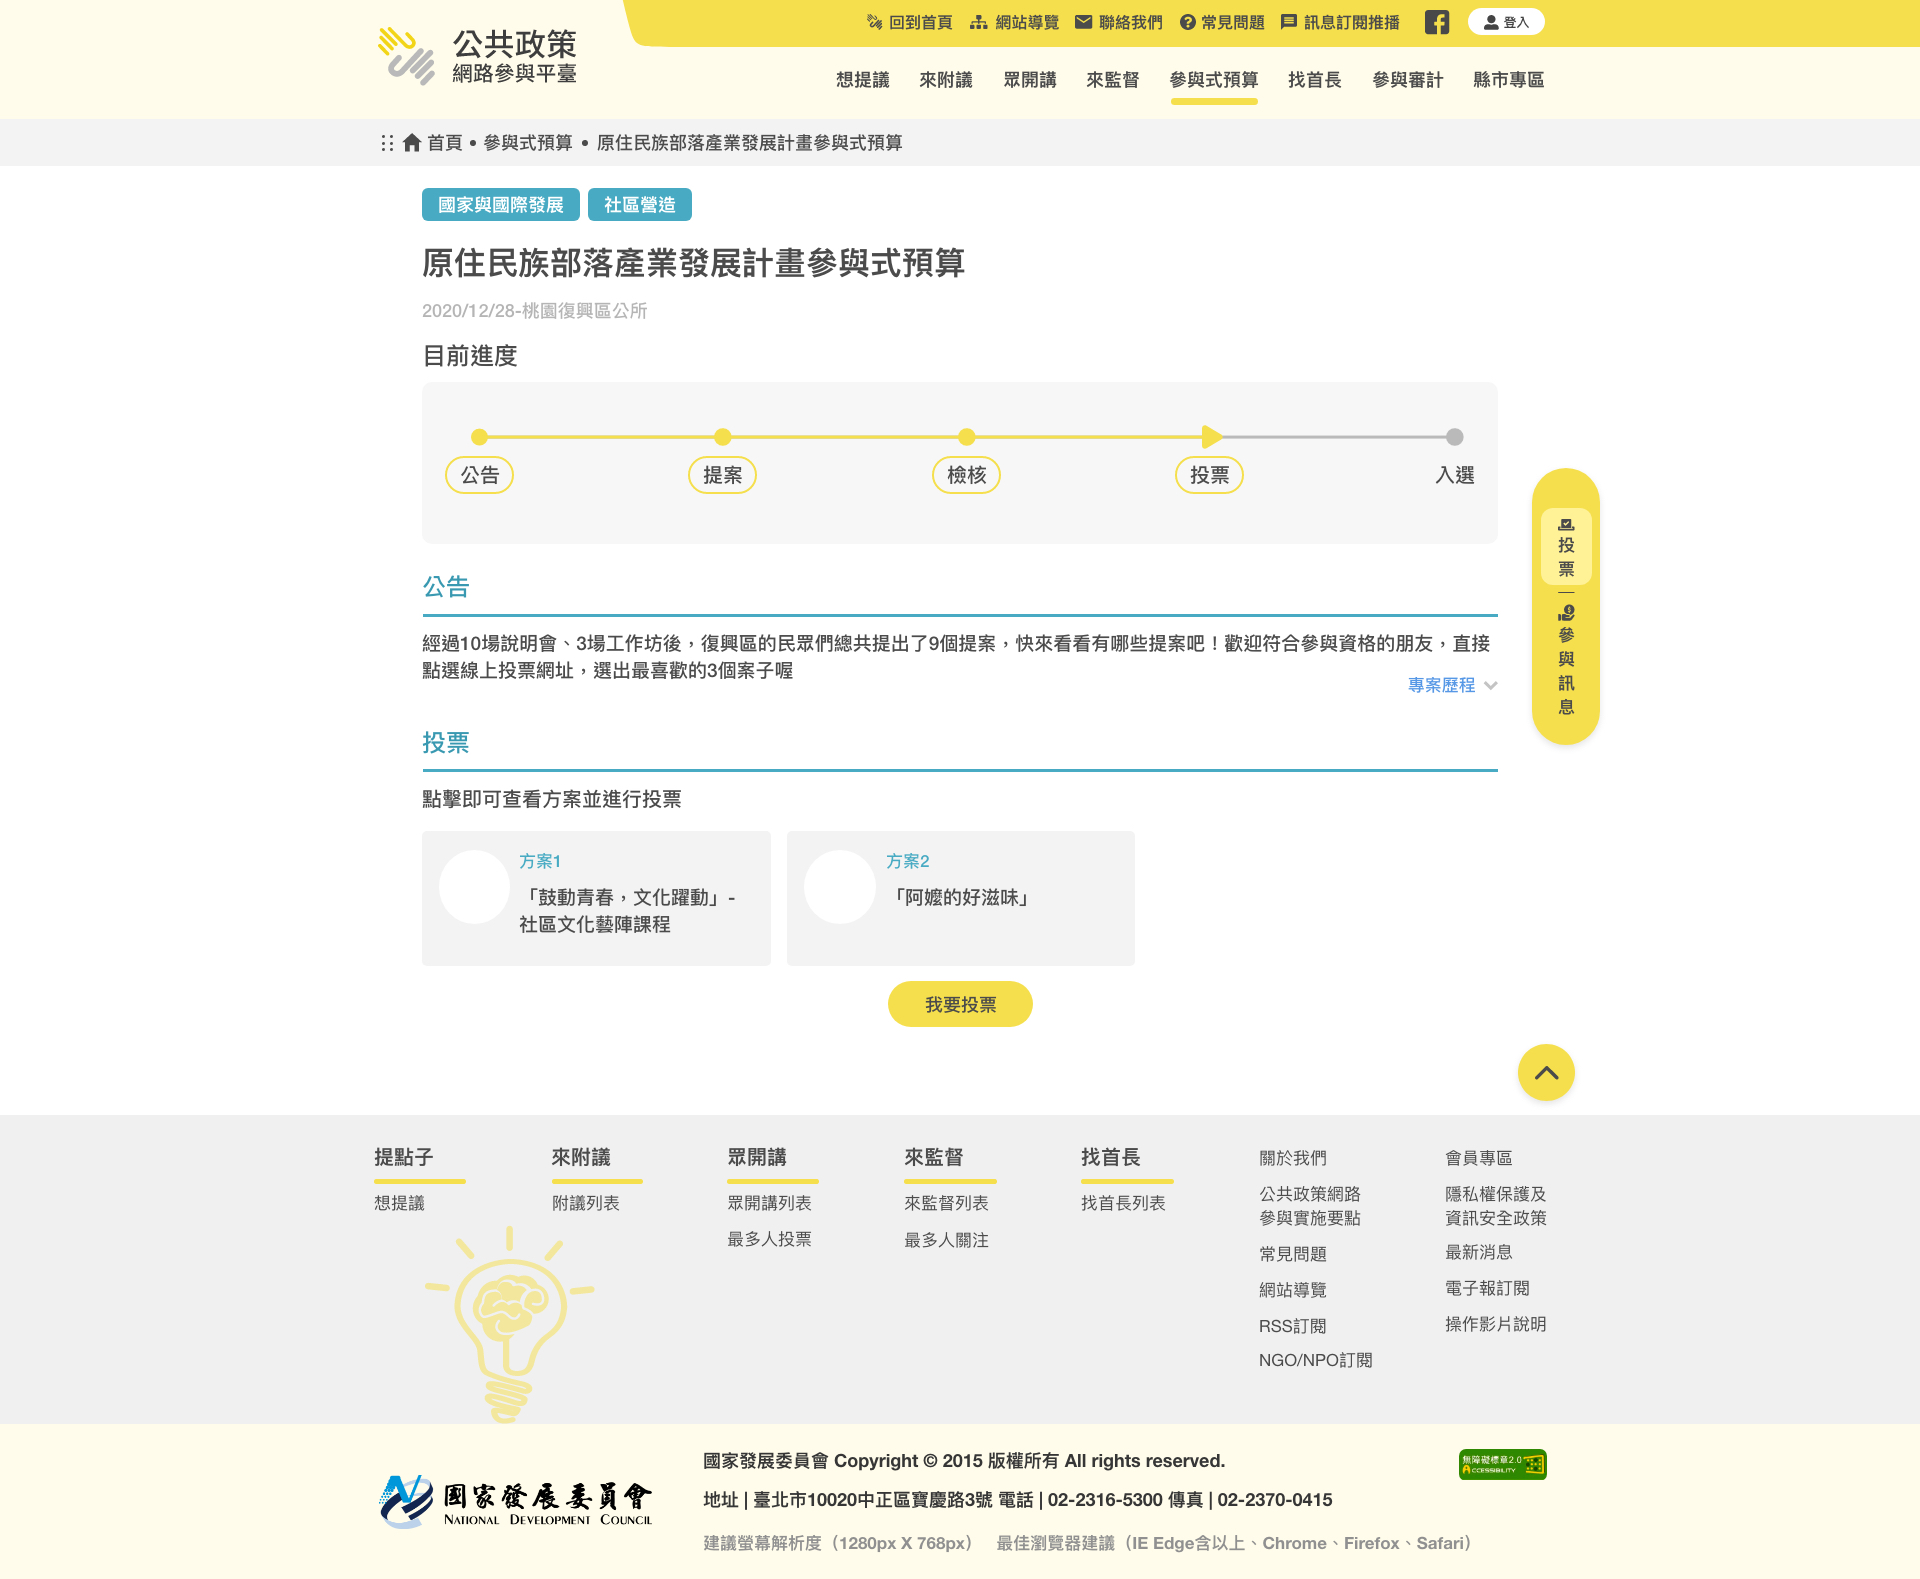 公共政策
網路參與平臺
回到首頁
網站導覽
聯絡我們
常見問題
訊息訂閱推播
登入
想提議
來附議
眾開講
來監督
參與式預算
找首長
參與審計
縣市專區
首頁 • 參與式預算 • 原住民族部落產業發展計畫參與式預算
國家與國際發展
社區營造
原住民族部落產業發展計畫參與式預算
2020/12/28-桃園復興區公所
目前進度
公告
提案
檢核
投票
入選
投票
參與訊息
公告
經過10場說明會、3場工作坊後，復興區的民眾們總共提出了9個提案，快來看看有哪些提案吧！歡迎符合參與資格的朋友，直接
點選線上投票網址，選出最喜歡的3個案子喔
專案歷程
投票
點擊即可查看方案並進行投票
方案1
「鼓動青春，文化躍動」-
社區文化藝陣課程
方案2
「阿嬤的好滋味」
我要投票
提點子
想提議
來附議
附議列表
眾開講
眾開講列表
最多人投票
來監督
來監督列表
最多人關注
找首長
找首長列表
關於我們
公共政策網路
參與實施要點
常見問題
網站導覽
RSS訂閱
NGO/NPO訂閱
會員專區
隱私權保護及
資訊安全政策
最新消息
電子報訂閱
操作影片說明
國家發展委員會
NATIONAL DEVELOPMENT COUNCIL
國家發展委員會 Copyright © 2015 版權所有 All rights reserved.
地址 | 臺北市10020中正區寶慶路3號 電話 | 02-2316-5300 傳真 | 02-2370-0415
建議螢幕解析度（1280px X 768px） 最佳瀏覽器建議（IE Edge含以上、Chrome、Firefox、Safari）
無障礙標章2.0
ACCESSIBILITY